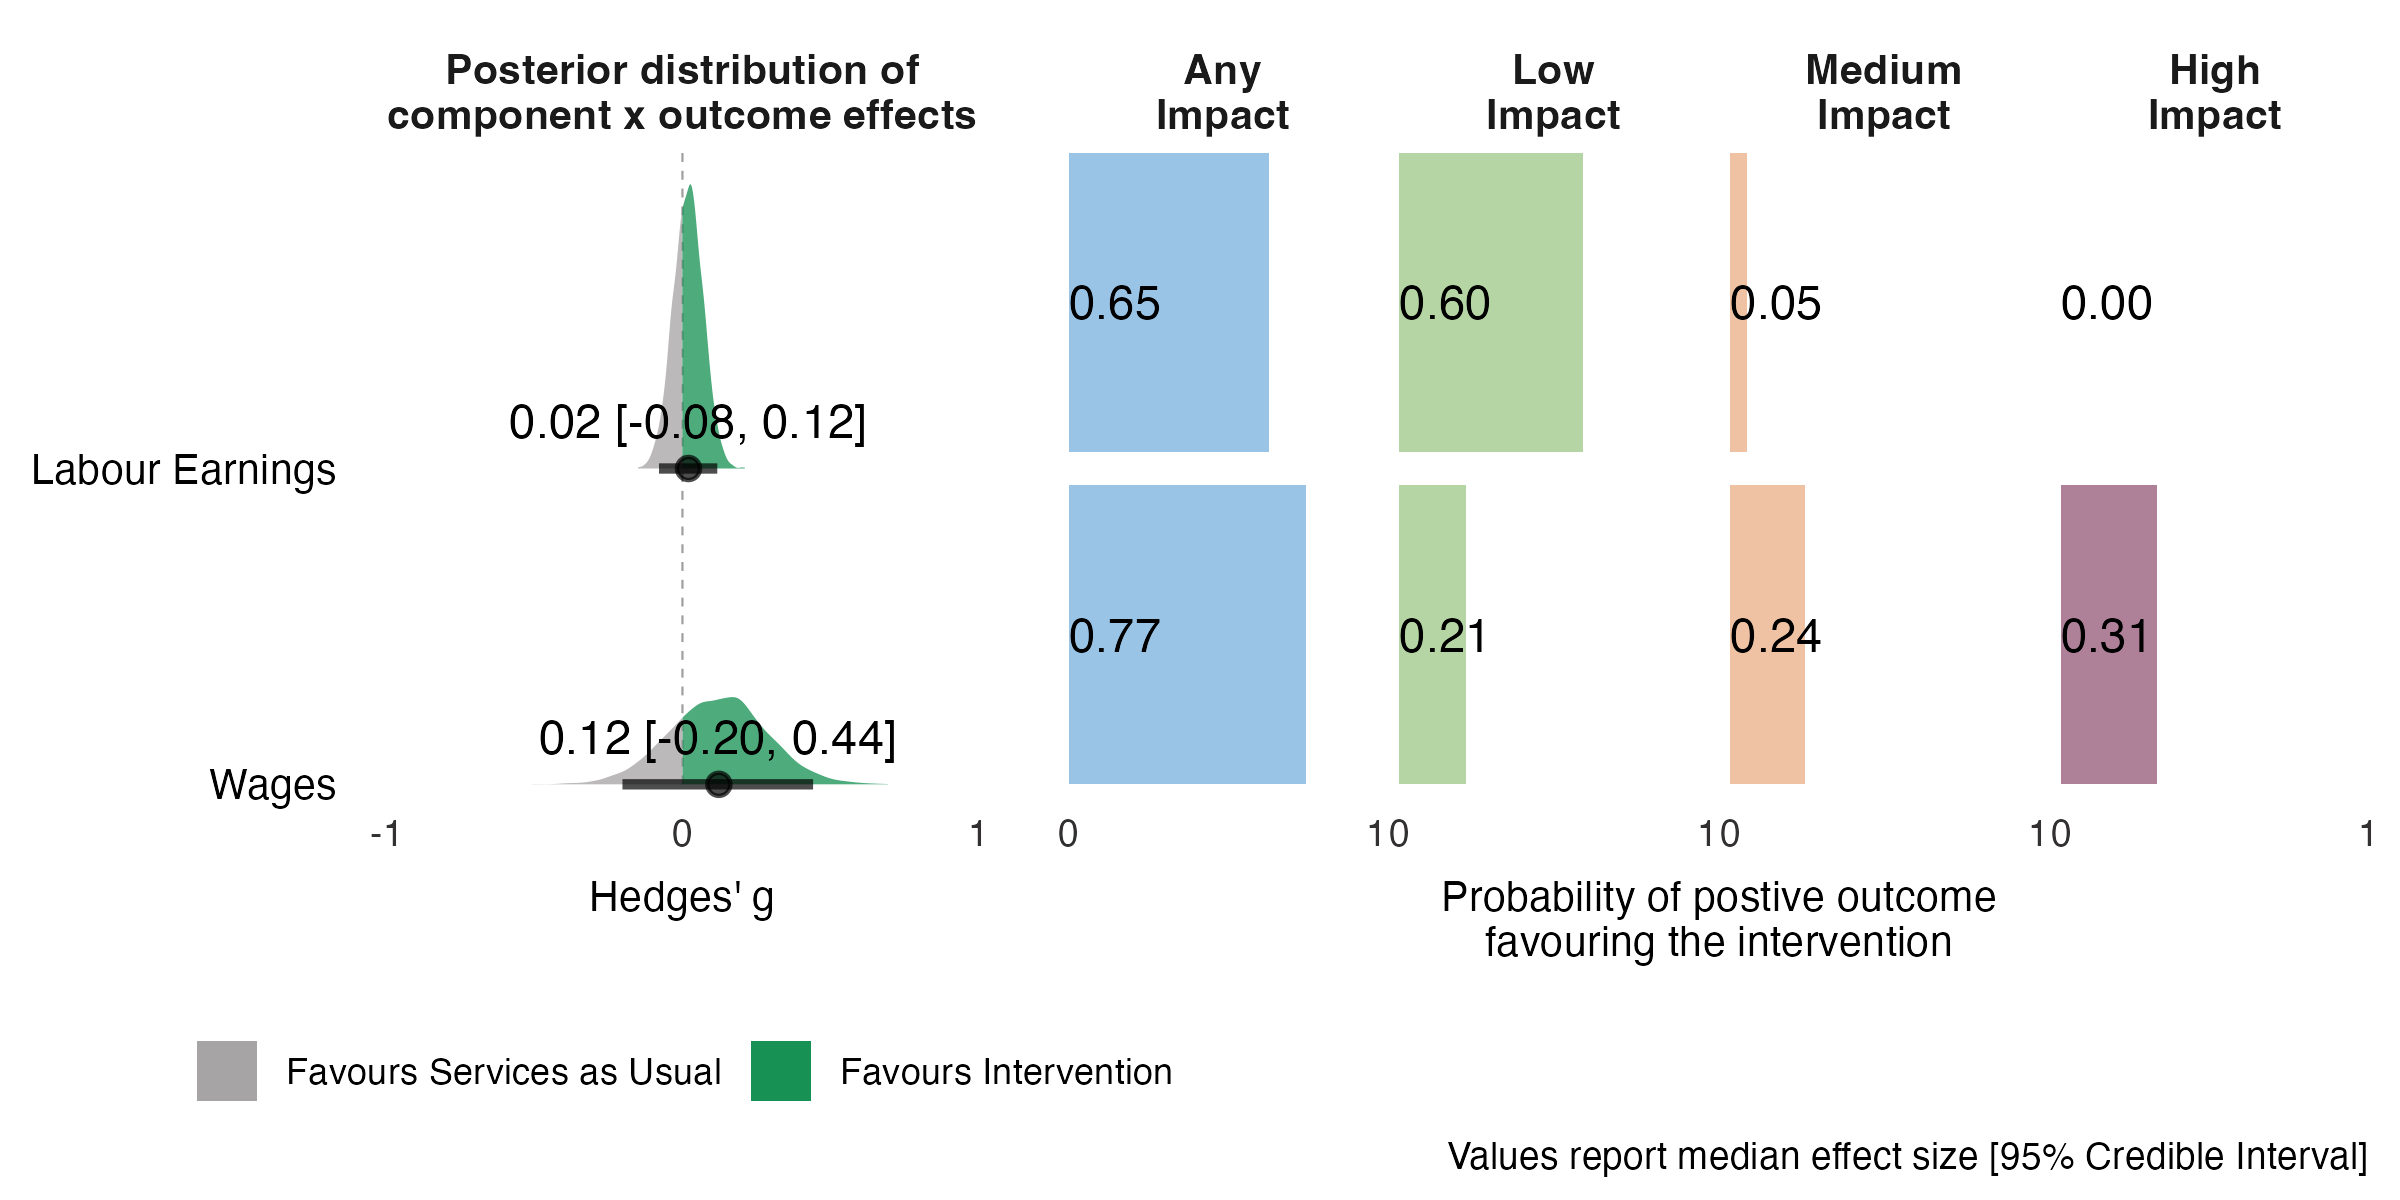 Posterior distribution of
component x outcome effects
Any
Impact
Low
Impact
Medium
Impact
High
Impact
0.65
0.60
0.05
0.00
0.02 [-0.08, 0.12]
Labour Earnings
0.77
0.21
0.24
0.31
0.12 [-0.20, 0.44]
Wages
-1 0 1 0 10 10 10 1
Hedges' g
Probability of postive outcome
favouring the intervention
Favours Services as Usual
Favours Intervention
Values report median effect size [95% Credible Interval]